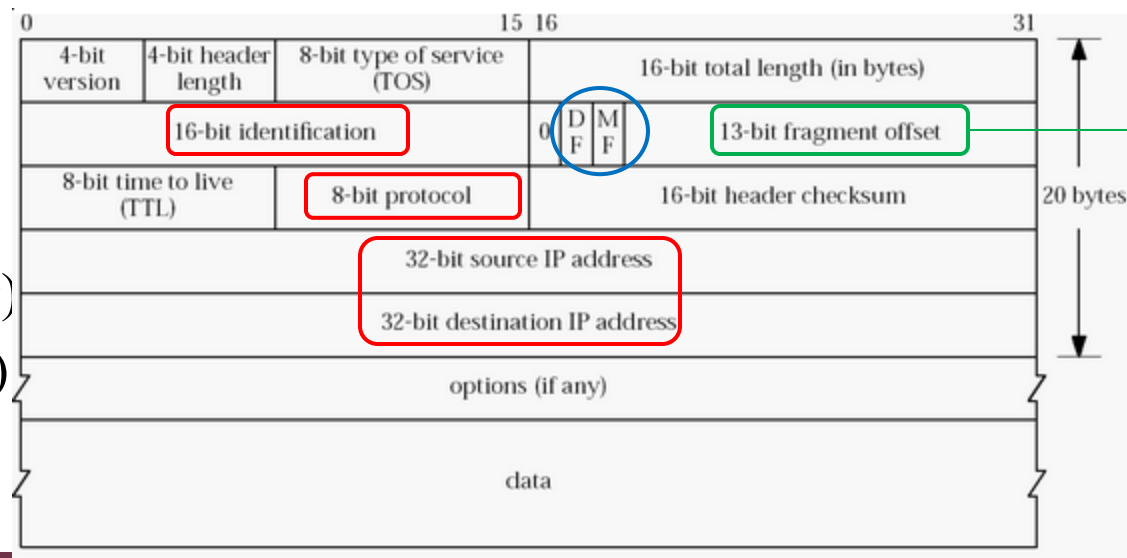 0 15 16 31
4-bit version 4-bit header length 8-bit type of service (TOS) 16-bit total length (in bytes)
16-bit identification 0 DF MF 13-bit fragment offset
8-bit time to live (TTL) 8-bit protocol 16-bit header checksum 20 bytes
32-bit source IP address
)
32-bit destination IP address
)
options (if any)
data